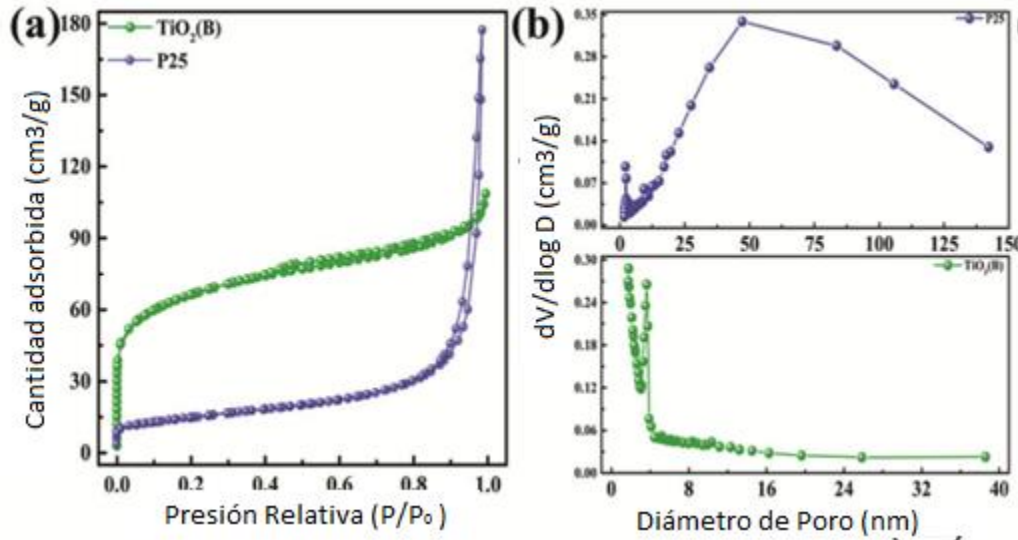 (a)
TiO2(B)
P25
Cantidad adsorbida (cm3/g)
180
150
120
90
60
30
0
0.0 0.2 0.4 0.6 0.8 1.0
Presión Relativa (P/P₀ )
(b)
P25
dV/dlog D (cm3/g)
0.35
0.28
0.21
0.14
0.07
0.00
0 25 50 75 100 125 150
TiO2(B)
0.30
0.24
0.18
0.12
0.06
0.00
0 8 16 24 32 40
Diámetro de Poro (nm)